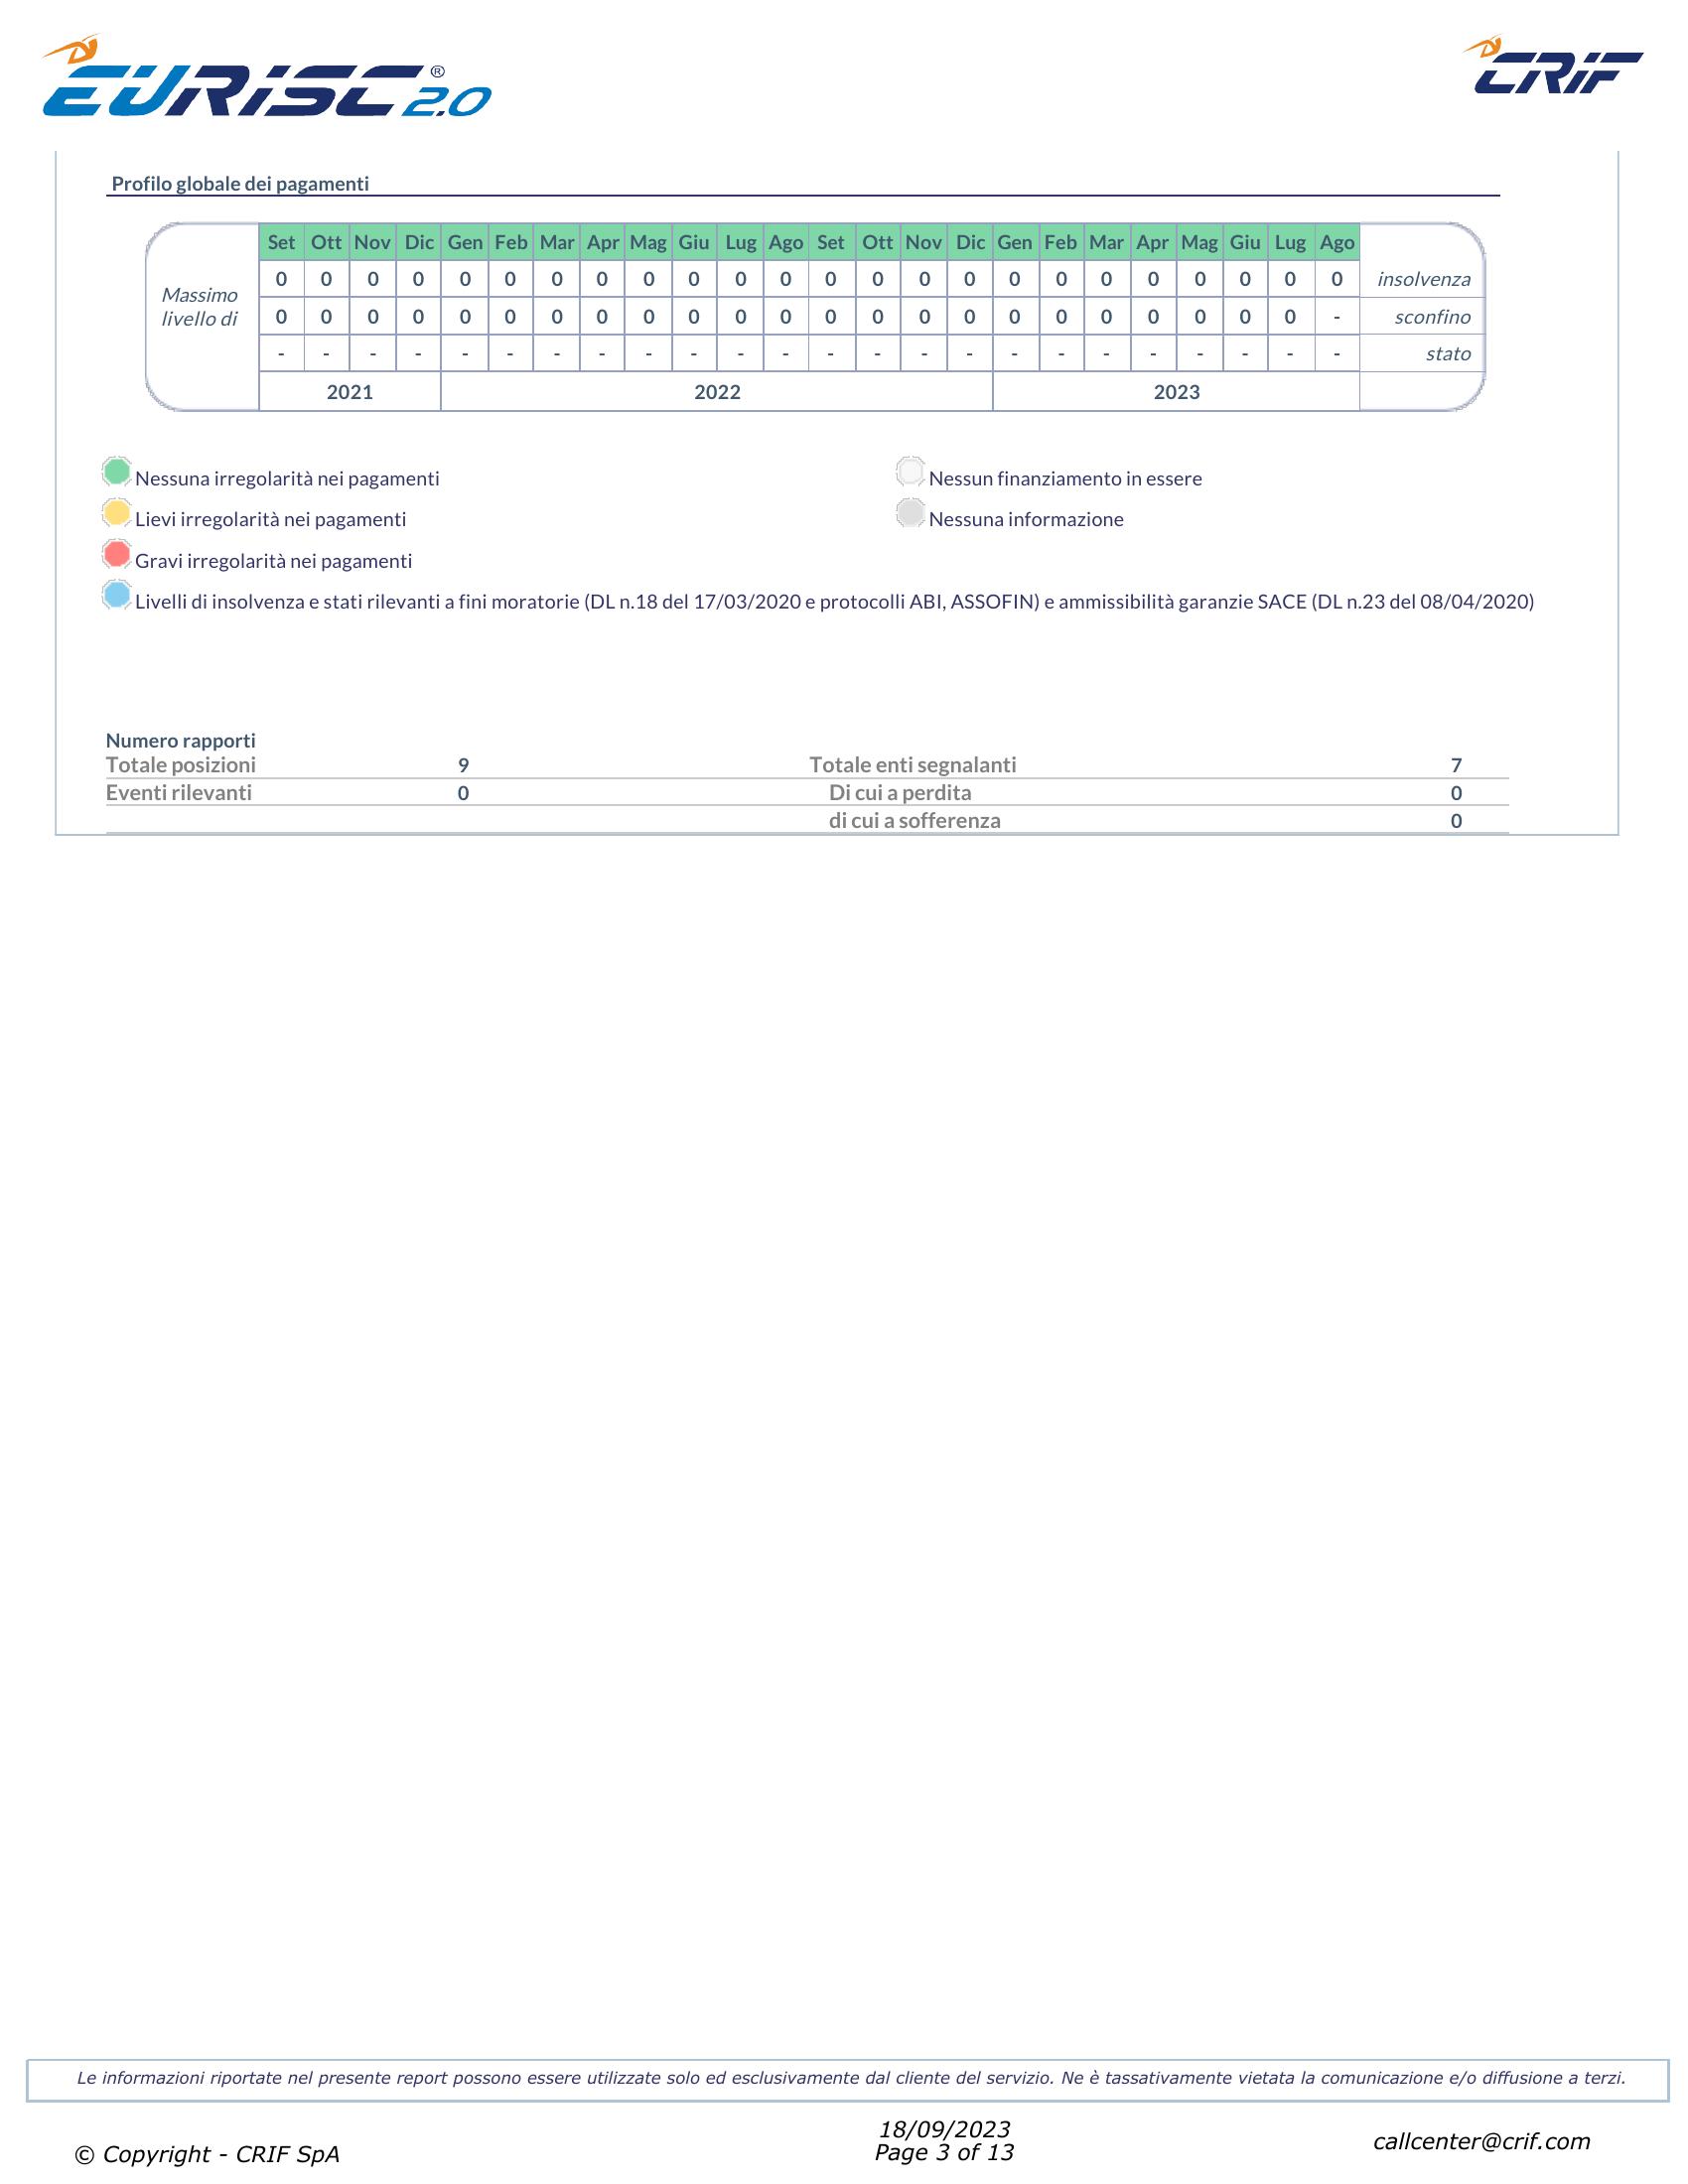 EURISC® 2.0
CRIF
Profilo globale dei pagamenti
Set Ott Nov Dic Gen Feb Mar Apr Mag Giu Lug Ago Set Ott Nov Dic Gen Feb Mar Apr Mag Giu Lug Ago
Massimo livello di
0 0 0 0 0 0 0 0 0 0 0 0 0 0 0 0 0 0 0 0 0 0 0 0 insolvenza
0 0 0 0 0 0 0 0 0 0 0 0 0 0 0 0 0 0 0 0 0 0 0 - sconfino
- - - - - - - - - - - - - - - - - - - - - - - - stato
2021 2022 2023
Nessuna irregolarità nei pagamenti
Nessun finanziamento in essere
Lievi irregolarità nei pagamenti
Nessuna informazione
Gravi irregolarità nei pagamenti
Livelli di insolvenza e stati rilevanti a fini moratorie (DL n.18 del 17/03/2020 e protocolli ABI, ASSOFIN) e ammissibilità garanzie SACE (DL n.23 del 08/04/2020)
Numero rapporti
Totale posizioni 9 Totale enti segnalanti 7
Eventi rilevanti 0 Di cui a perdita 0
di cui a sofferenza 0
Le informazioni riportate nel presente report possono essere utilizzate solo ed esclusivamente dal cliente del servizio. Ne è tassativamente vietata la comunicazione e/o diffusione a terzi.
© Copyright - CRIF SpA
18/09/2023
Page 3 of 13
callcenter@crif.com